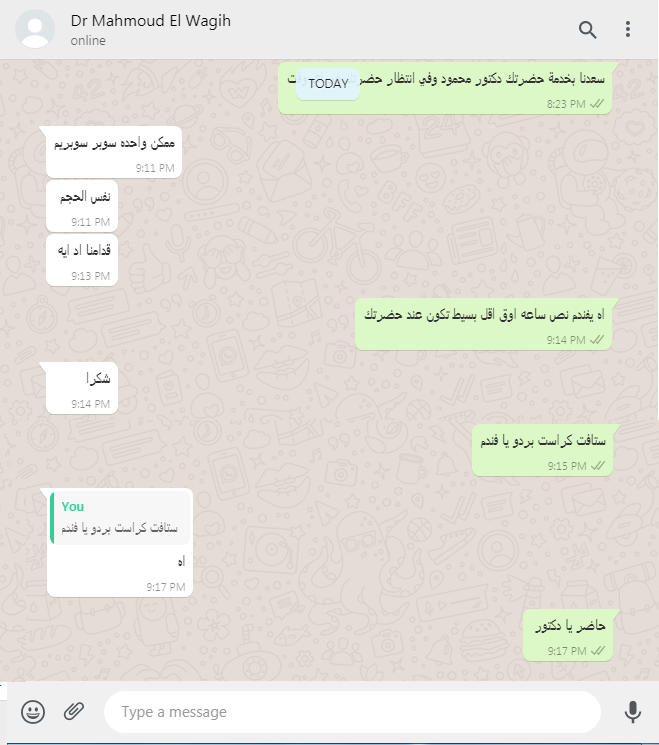 Dr Mahmoud El Wagih
online
سعدنا بخدمة حضرتك دكتور محمود وفي انتظار
TODAY
8:23 PM
ممكن واحده سوبر سوبريم
9:11 PM
نفس الحجم
9:11 PM
قدامنا اد ايه
9:13 PM
اه يفندم نص ساعه اوق اقل بسيط تكون عند حضرتك
9:14 PM
شكرا
9:14 PM
ستافت كراست بردو يا فندم
9:15 PM
You
ستافت كراست بردو يا فندم
اه
9:17 PM
حاضر يا دكتور
9:17 PM
Type a message